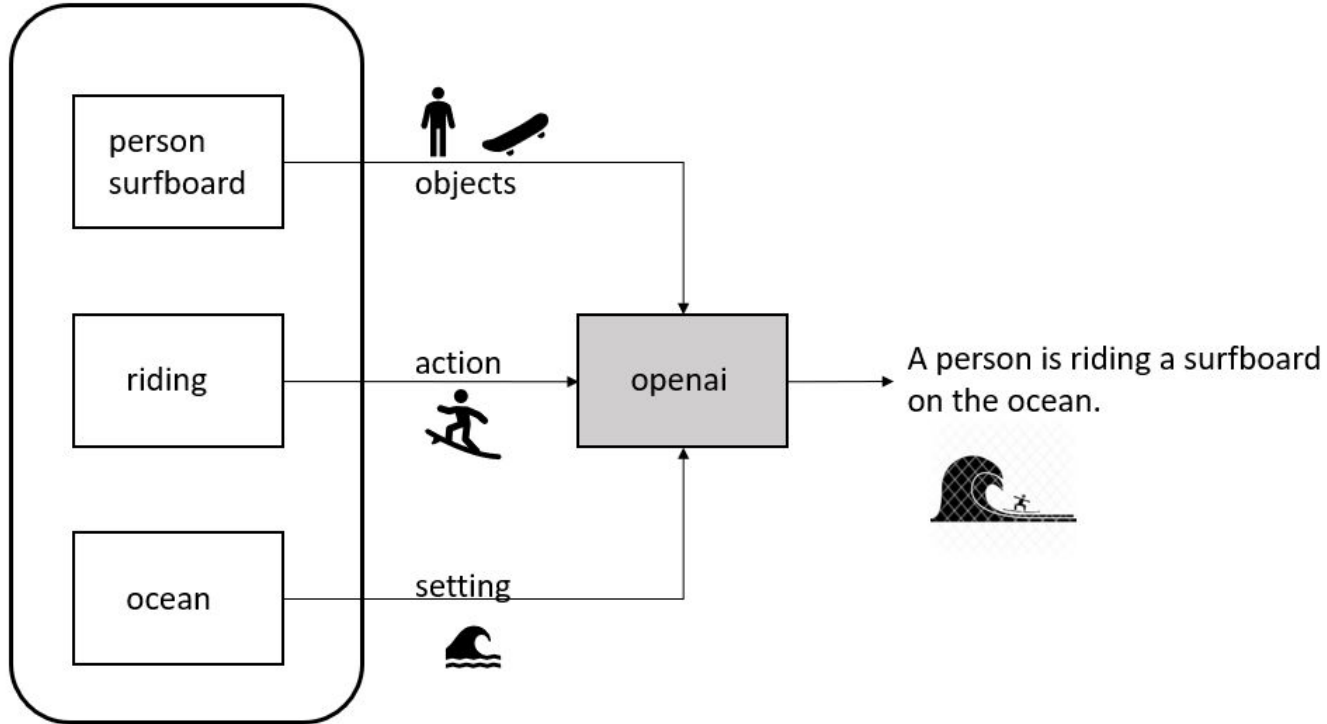 person
surfboard
objects
riding
action
openai
A person is riding a surfboard
on the ocean.
ocean
setting